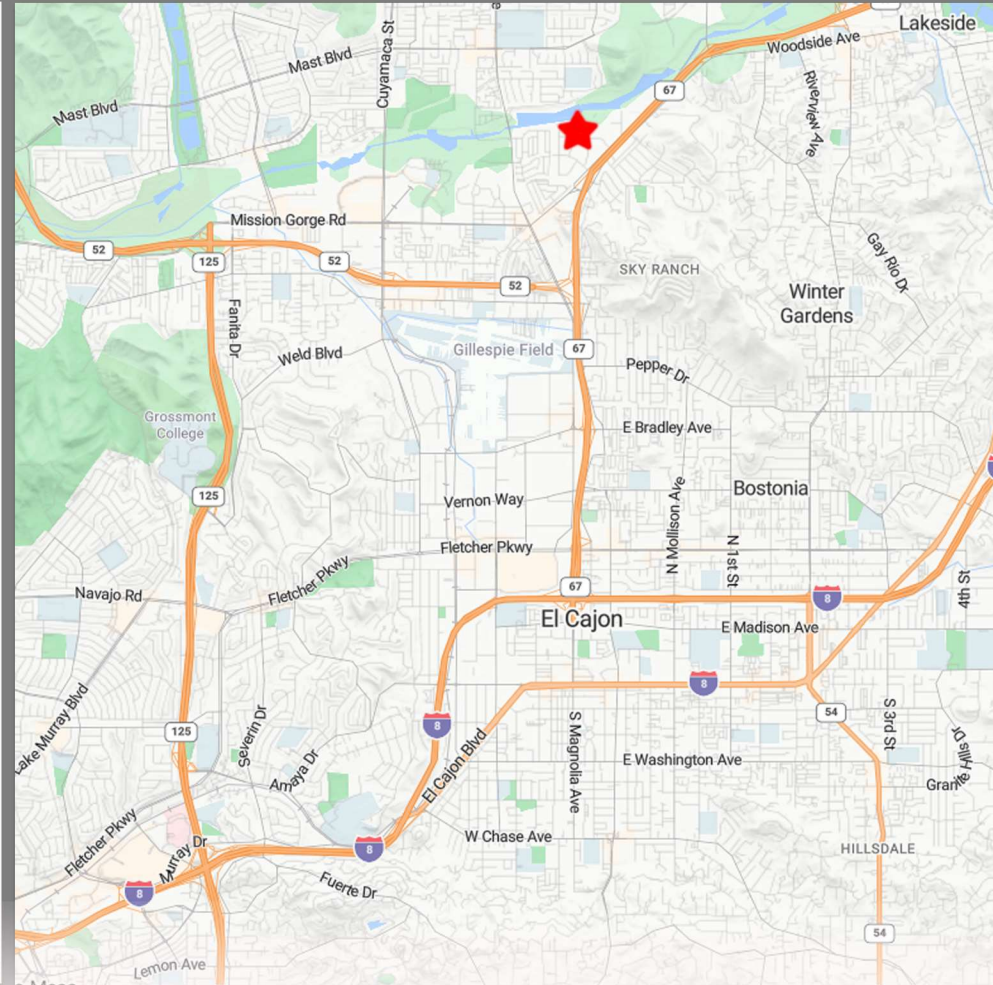 Lakeside
Woodside Ave
Mast Blvd
Cuyamaca St
Mast Blvd
67
Riverview Ave
Mission Gorge Rd
52
125
52
52
Gay Rio Dr
SKY RANCH
Winter
Gardens
Fanita Dr
Weld Blvd
Gillespie Field
67
Pepper Dr
Grossmont
College
E Bradley Ave
125
Vernon Way
Bostonia
N Mollison Ave
N 1st St
Fletcher Pkwy
Fletcher Pkwy
Navajo Rd
67
8
4th St
El Cajon
E Madison Ave
8
54
8
125
Lake Murray Blvd
Severin Dr
Amaya Dr
El Cajon Blvd
S Magnolia Ave
E Washington Ave
S 3rd St
Granite Hills Dr
Fletcher Pkwy
Murray Dr
8
W Chase Ave
HILLSDALE
8
Fuerte Dr
54
Lemon Ave